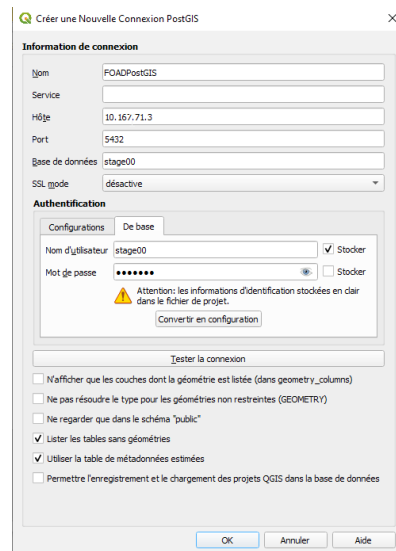 Créer une Nouvelle Connexion PostGIS
Information de connexion
Nom FOADPostGIS
Service
Hôte 10.167.71.3
Port 5432
Base de données stage00
SSL mode désactive
Authentification
Configurations De base
Nom d'utilisateur stage00 Stocker
Mot de passe ●●●●●●● Stocker
Attention: les informations d'identification stockées en clair
dans le fichier de projet.
Convertir en configuration
Tester la connexion
N'afficher que les couches dont la géométrie est listée (dans geometry_columns)
Ne pas résoudre le type pour les géométries non restreintes (GEOMETRY)
Ne regarder que dans le schéma "public"
Lister les tables sans géométries
Utiliser la table de métadonnées estimées
Permettre l'enregistrement et le chargement des projets QGIS dans la base de données
OK Annuler Aide